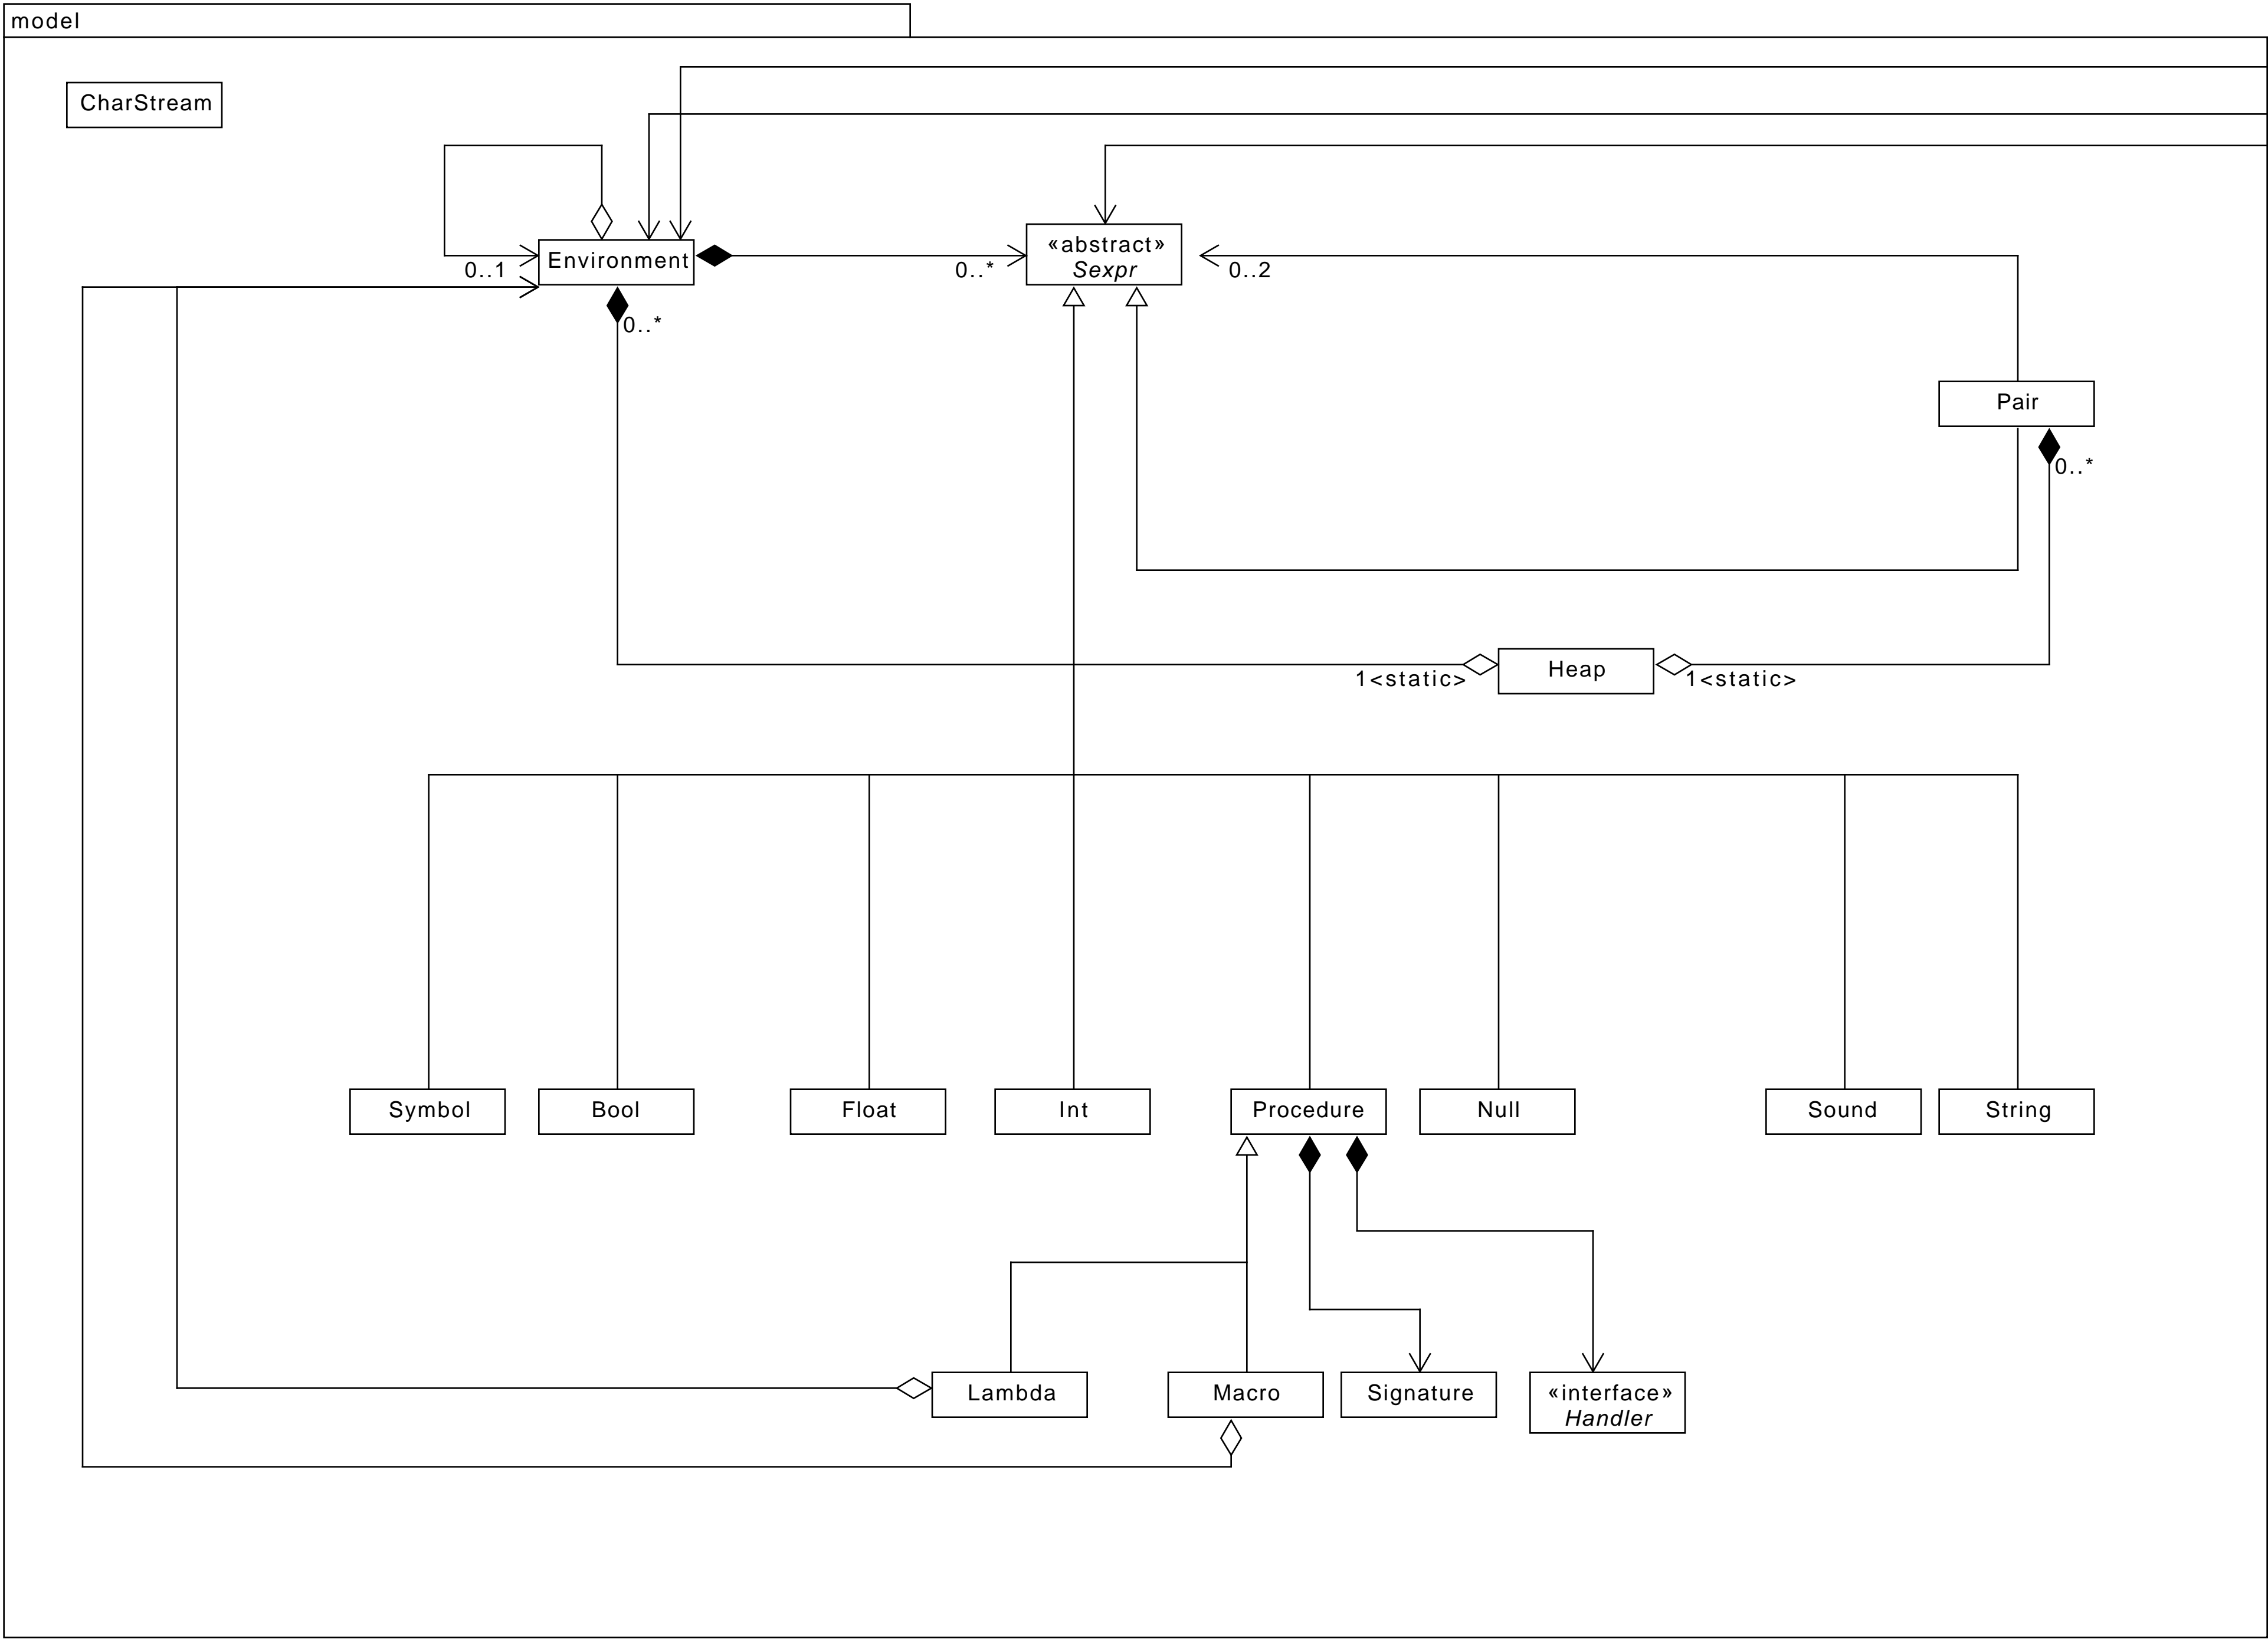 model
CharStream
«abstract»
Sexpr
Environment
0..1
0..*
0..2
0..*
Pair
0..*
Heap
1<static>
1<static>
Symbol
Bool
Float
Int
Procedure
Null
Sound
String
Lambda
Macro
Signature
«interface»
Handler